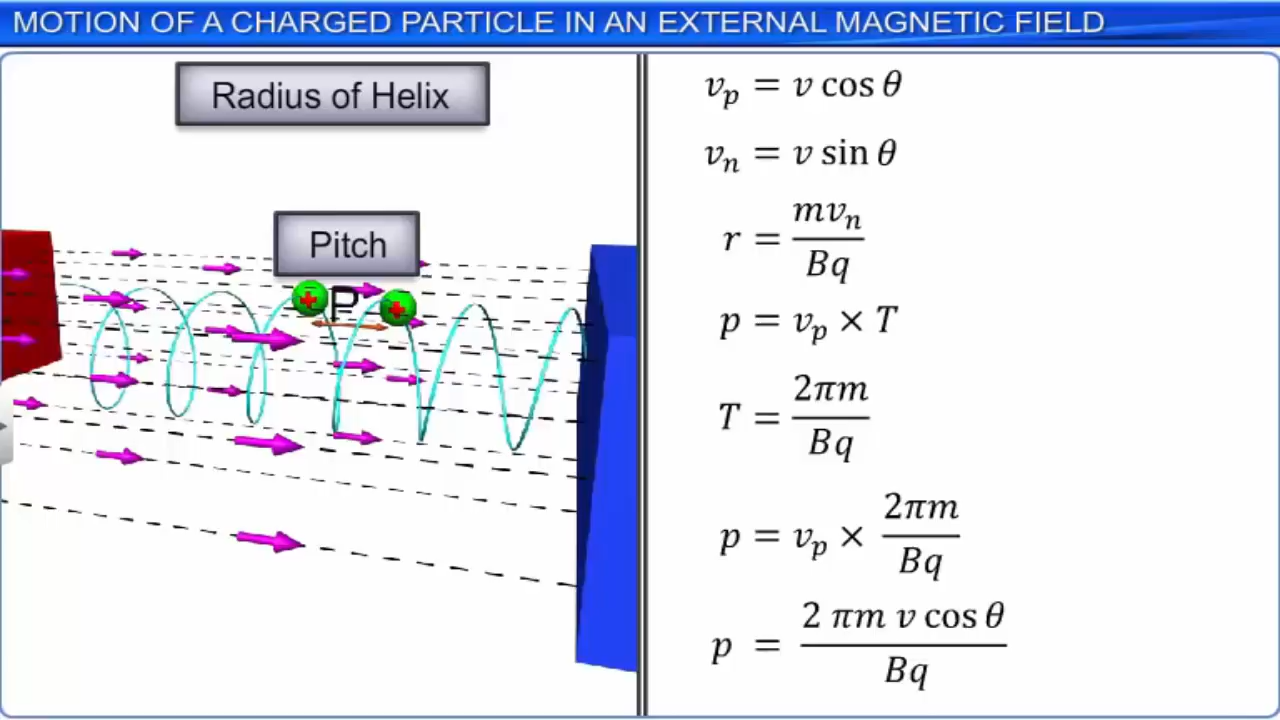 MOTION OF A CHARGED PARTICLE IN AN EXTERNAL MAGNETIC FIELD
Radius of Helix
Pitch
P
v_p = v cos θ
v_n = v sin θ
r = mv_n / Bq
p = v_p × T
T = 2πm / Bq
p = v_p × 2πm / Bq
p = 2 πm v cos θ / Bq